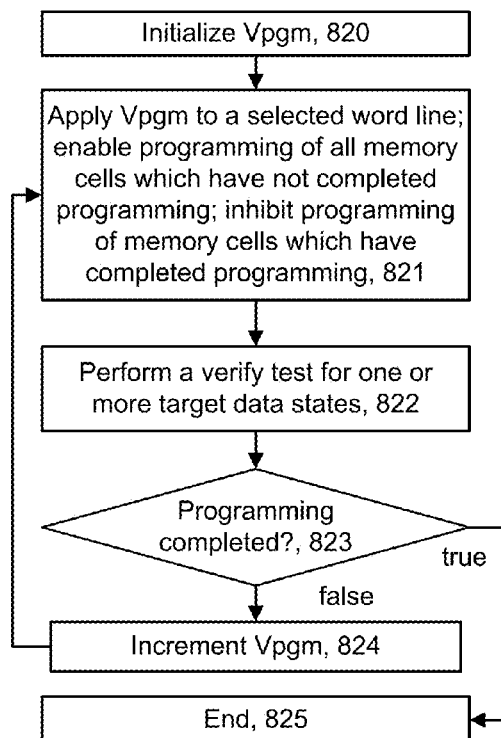 Initialize Vpgm, 820
Apply Vpgm to a selected word line;
enable programming of all memory
cells which have not completed
programming; inhibit programming
of memory cells which have
completed programming, 821
Perform a verify test for one or
more target data states, 822
Programming
completed?, 823
true
false
Increment Vpgm, 824
End, 825